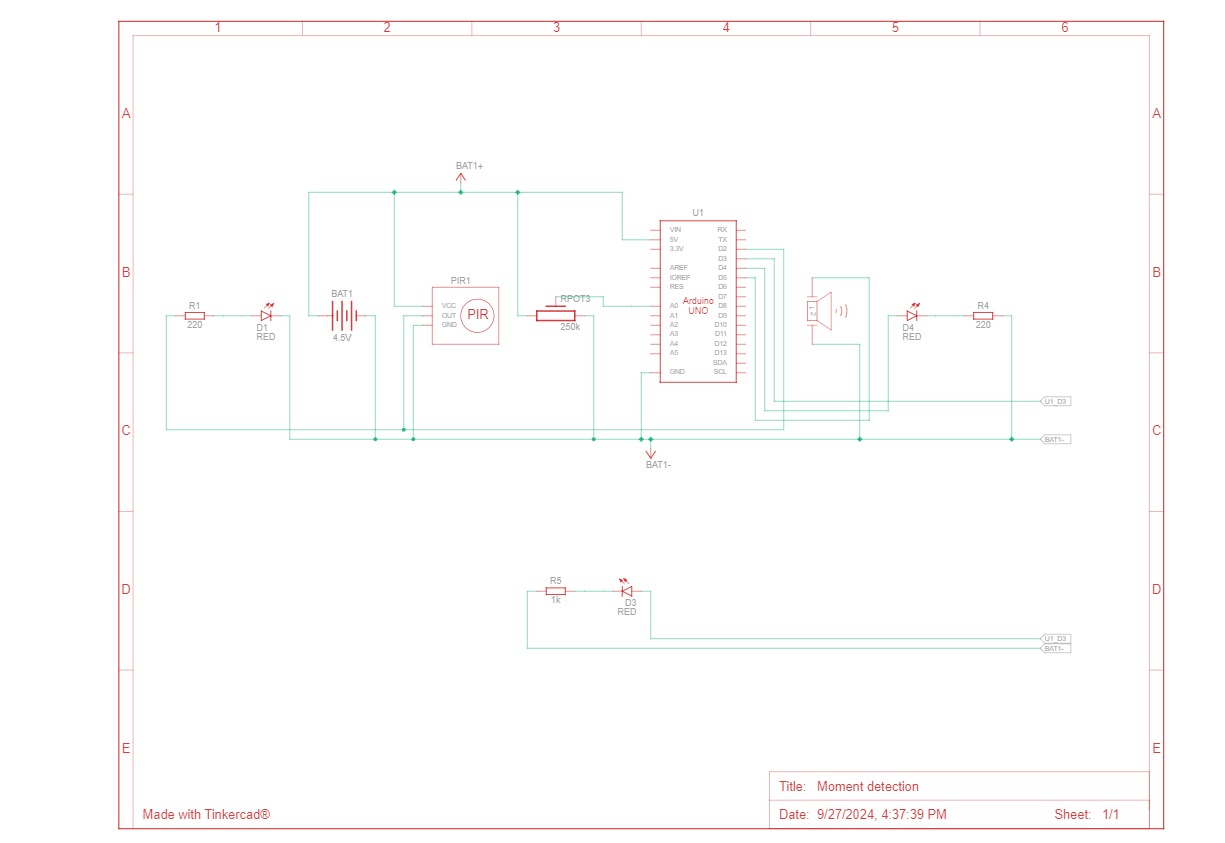 1 2 3 4 5 6
A A
BAT1+
U1
VIN RX
5V TX
3.3V D2
D3
AREF D4
B IOREF D5 B
RES D6
D7
PIR1
BAT1
RPOT3
R1
220
D1
RED
4.5V
VCC
OUT
GND
PIR
250k
Arduino
UNO
A0 D8
A1 D9
A2 D10
A3 D11
A4 D12
A5 D13
SDA
GND SCL
D4
RED
R4
220
U1_D3
C C
BAT1-
BAT1-
R5
1k
D D
D3
RED
U1_D3
BAT1-
E E
Title: Moment detection
Made with Tinkercad®
Date: 9/27/2024, 4:37:39 PM Sheet: 1/1